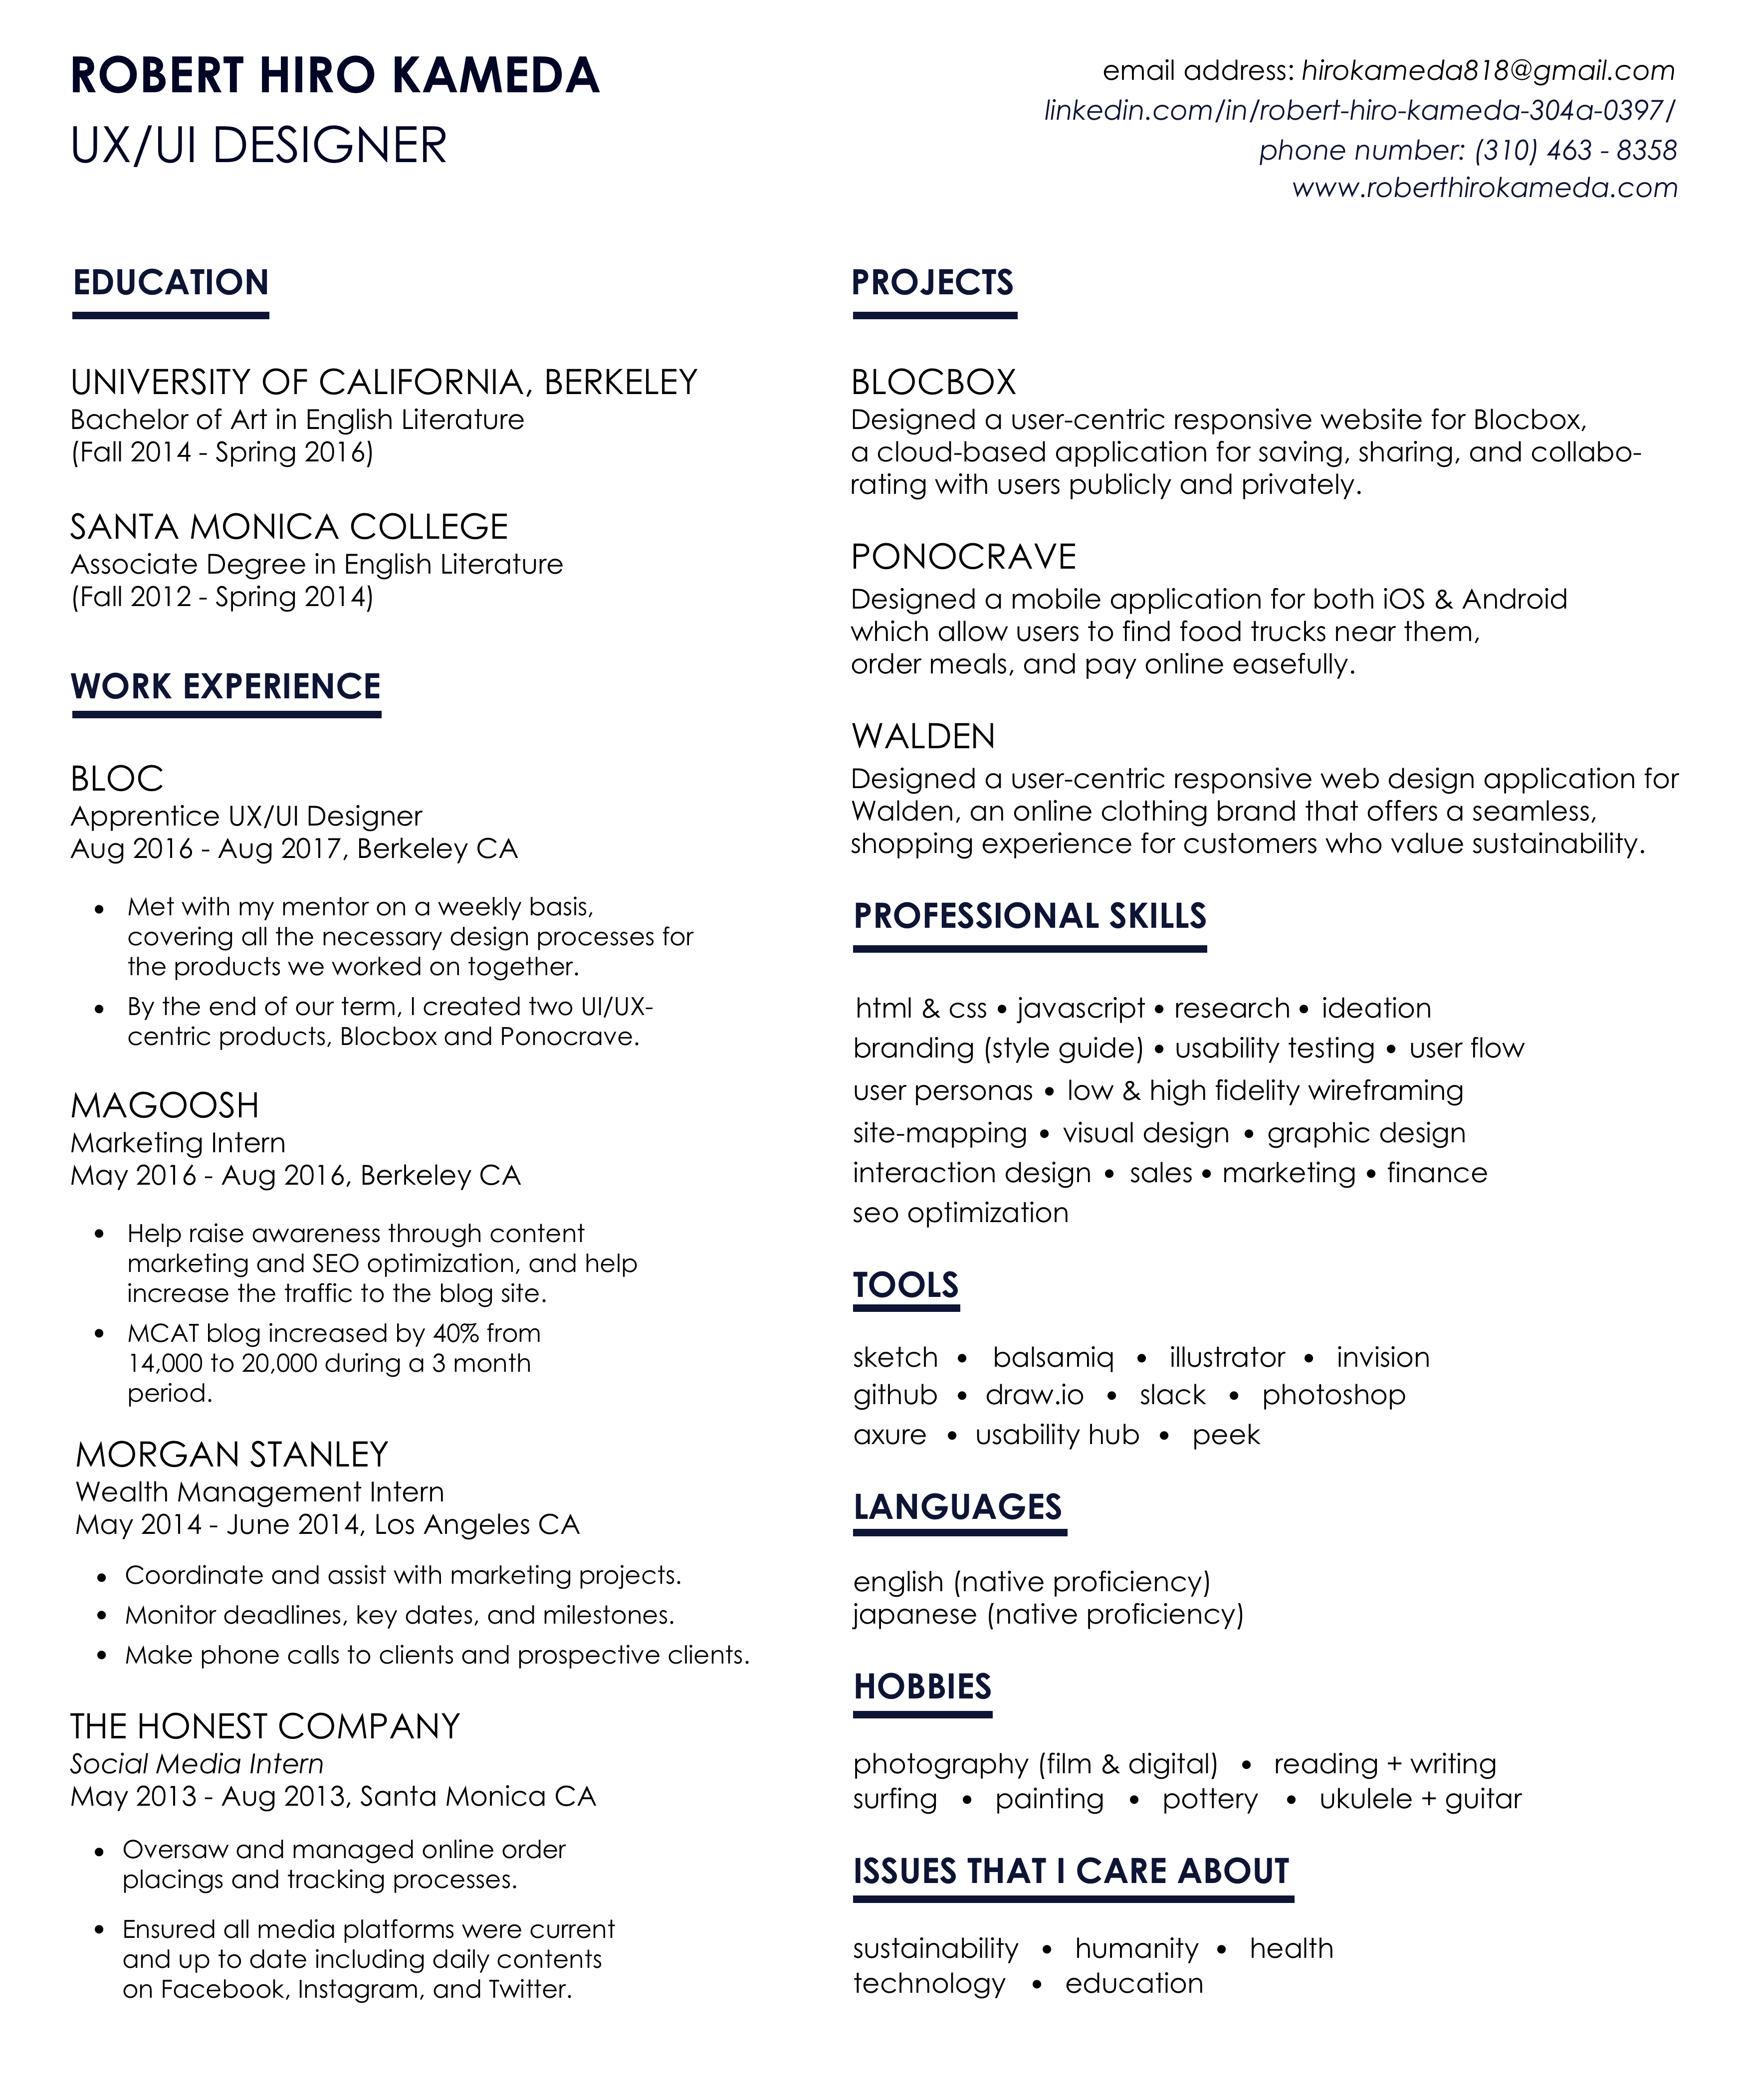 ROBERT HIRO KAMEDA
UX/UI DESIGNER
email address: hirokameda818@gmail.com
linkedin.com/in/robert-hiro-kameda-304a-0397/
phone number: (310) 463 - 8358
www.roberthirokameda.com
EDUCATION
UNIVERSITY OF CALIFORNIA, BERKELEY
Bachelor of Art in English Literature
(Fall 2014 - Spring 2016)
SANTA MONICA COLLEGE
Associate Degree in English Literature
(Fall 2012 - Spring 2014)
WORK EXPERIENCE
BLOC
Apprentice UX/UI Designer
Aug 2016 - Aug 2017, Berkeley CA
• Met with my mentor on a weekly basis,
covering all the necessary design processes for
the products we worked on together.
• By the end of our term, I created two UI/UX-
centric products, Blocbox and Ponocrave.
MAGOOSH
Marketing Intern
May 2016 - Aug 2016, Berkeley CA
• Help raise awareness through content
marketing and SEO optimization, and help
increase the traffic to the blog site.
• MCAT blog increased by 40% from
14,000 to 20,000 during a 3 month
period.
MORGAN STANLEY
Wealth Management Intern
May 2014 - June 2014, Los Angeles CA
• Coordinate and assist with marketing projects.
• Monitor deadlines, key dates, and milestones.
• Make phone calls to clients and prospective clients.
THE HONEST COMPANY
Social Media Intern
May 2013 - Aug 2013, Santa Monica CA
• Oversaw and managed online order
placings and tracking processes.
• Ensured all media platforms were current
and up to date including daily contents
on Facebook, Instagram, and Twitter.
PROJECTS
BLOCBOX
Designed a user-centric responsive website for Blocbox,
a cloud-based application for saving, sharing, and collabo-
rating with users publicly and privately.
PONOCRAVE
Designed a mobile application for both iOS & Android
which allow users to find food trucks near them,
order meals, and pay online easefully.
WALDEN
Designed a user-centric responsive web design application for
Walden, an online clothing brand that offers a seamless,
shopping experience for customers who value sustainability.
PROFESSIONAL SKILLS
html & css • javascript • research • ideation
branding (style guide) • usability testing • user flow
user personas • low & high fidelity wireframing
site-mapping • visual design • graphic design
interaction design • sales • marketing • finance
seo optimization
TOOLS
sketch • balsamiq • illustrator • invision
github • draw.io • slack • photoshop
axure • usability hub • peek
LANGUAGES
english (native proficiency)
japanese (native proficiency)
HOBBIES
photography (film & digital) • reading + writing
surfing • painting • pottery • ukulele + guitar
ISSUES THAT I CARE ABOUT
sustainability • humanity • health
technology • education